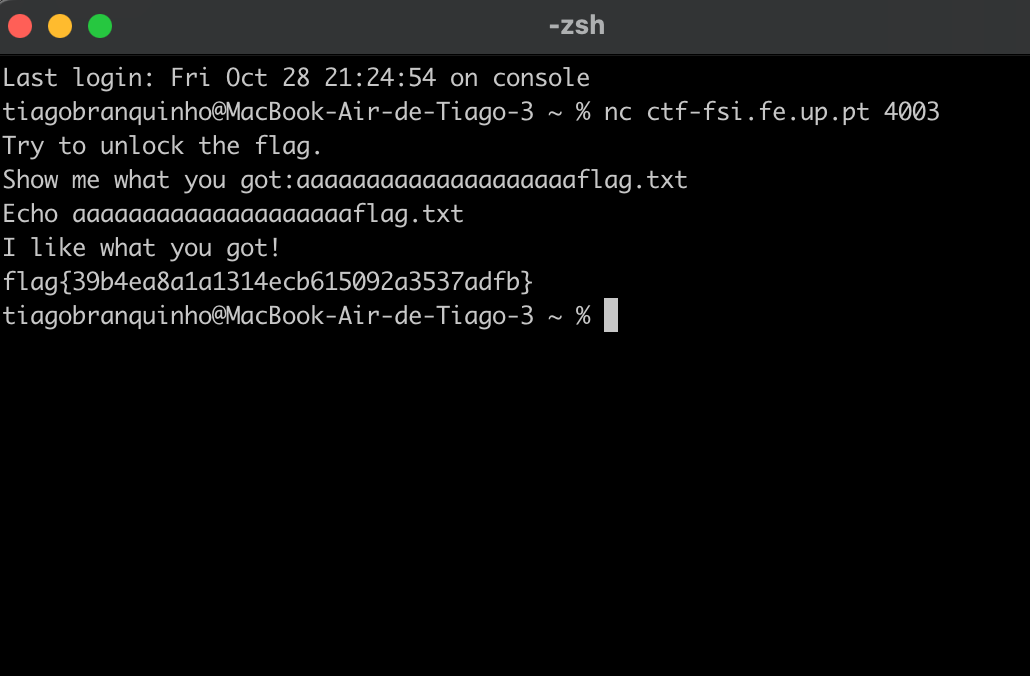 -zsh
Last login: Fri Oct 28 21:24:54 on console
tiagobranquinho@MacBook-Air-de-Tiago-3 ~ % nc ctf-fsi.fe.up.pt 4003
Try to unlock the flag.
Show me what you got:aaaaaaaaaaaaaaaaaaaaflag.txt
Echo aaaaaaaaaaaaaaaaaaaaflag.txt
I like what you got!
flag{39b4ea8a1a1314ecb615092a3537adfb}
tiagobranquinho@MacBook-Air-de-Tiago-3 ~ %